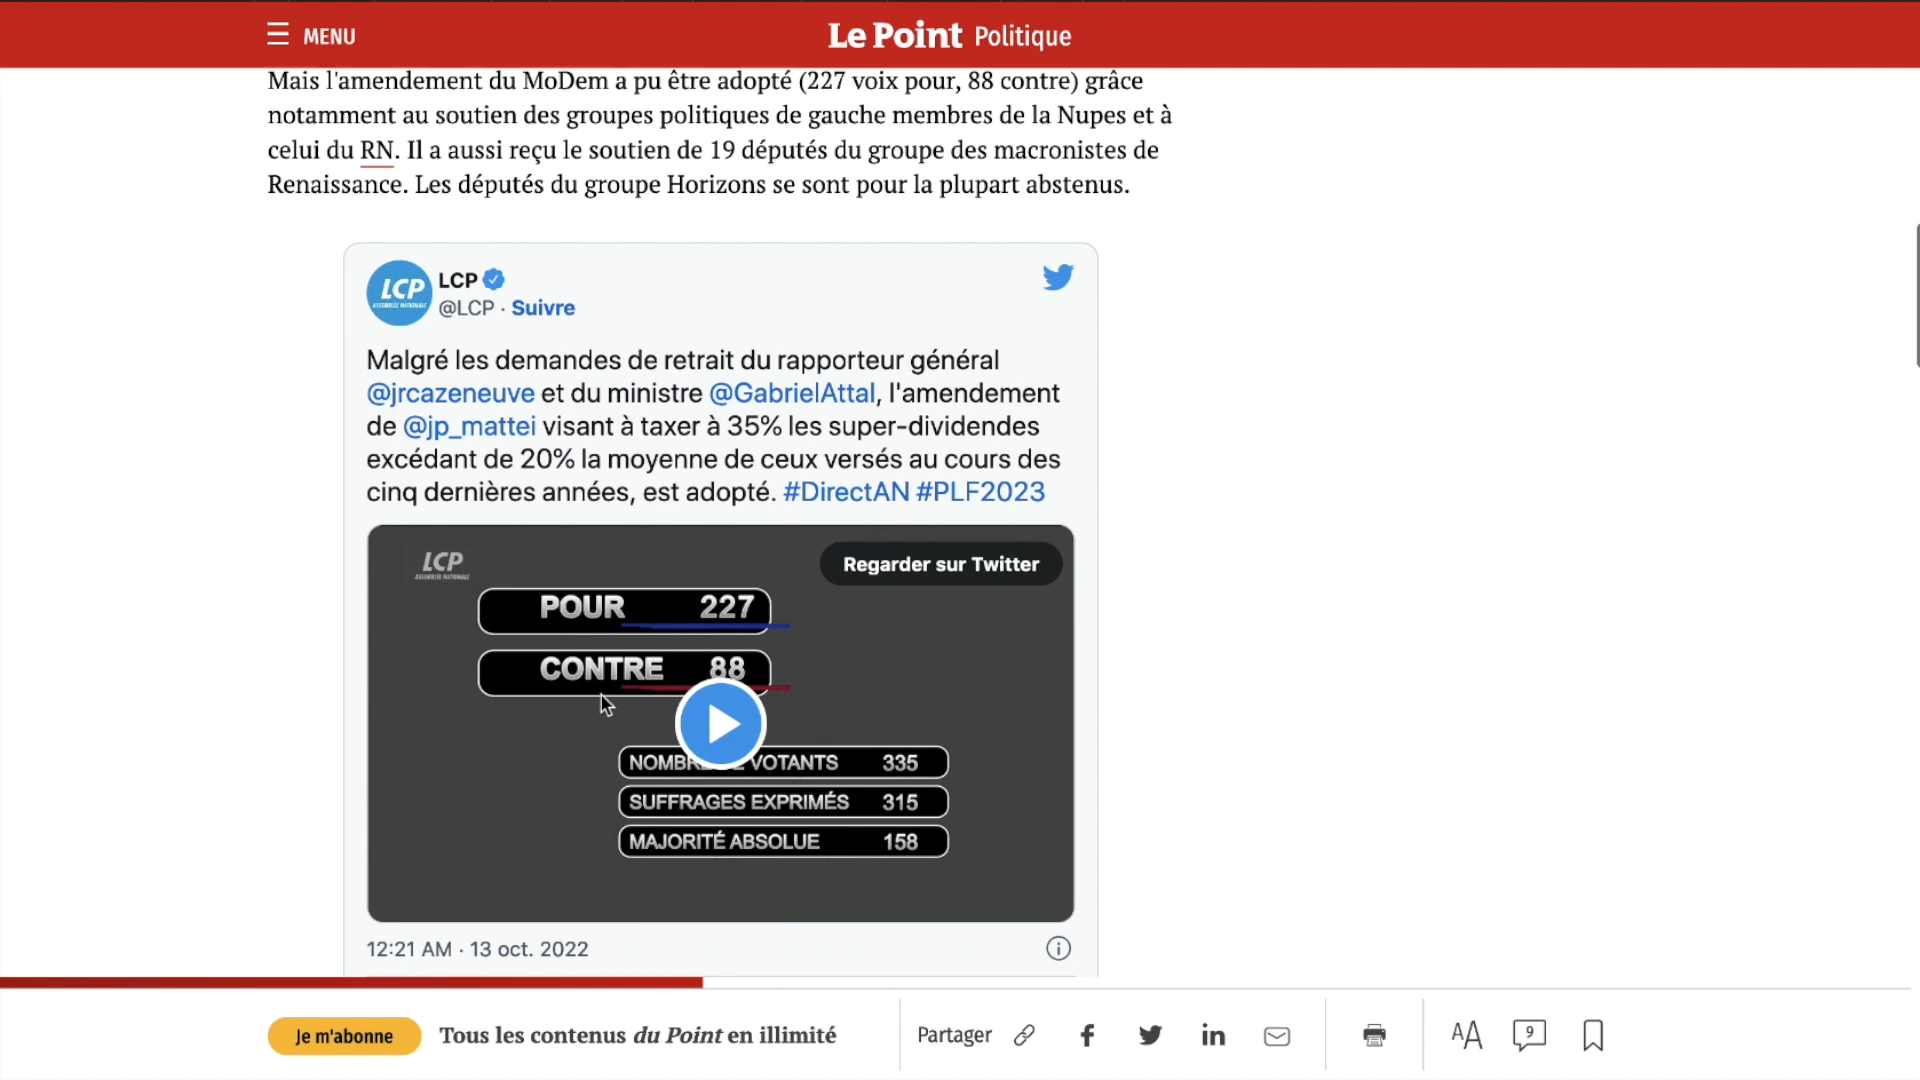 MENU
Le Point Politique
Mais l'amendement du MoDem a pu être adopté (227 voix pour, 88 contre) grâce
notamment au soutien des groupes politiques de gauche membres de la Nupes et à
celui du RN. Il a aussi reçu le soutien de 19 députés du groupe des macronistes de
Renaissance. Les députés du groupe Horizons se sont pour la plupart abstenus.
LCP
ASSEMBLÉE NATIONALE
LCP
@LCP · Suivre
Malgré les demandes de retrait du rapporteur général
@jrcazeneuve et du ministre @GabrielAttal, l'amendement
de @jp_mattei visant à taxer à 35% les super-dividendes
excédant de 20% la moyenne de ceux versés au cours des
cinq dernières années, est adopté. #DirectAN #PLF2023
LCP
ASSEMBLÉE NATIONALE
Regarder sur Twitter
POUR 227
CONTRE 88
VOTANTS 335
SUFFRAGES EXPRIMÉS 315
MAJORITÉ ABSOLUE 158
12:21 AM · 13 oct. 2022
Je m'abonne
Tous les contenus du Point en illimité
Partager
AA
9